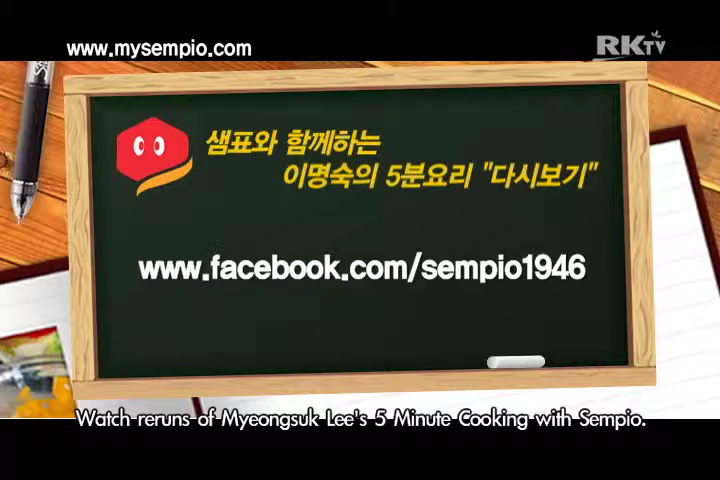 www.mysempio.com
RKTV
샘표와 함께하는
이명숙의 5분요리 "다시보기"
www.facebook.com/sempio1946
Watch reruns of Myeongsuk Lee's 5 Minute Cooking with Sempio.